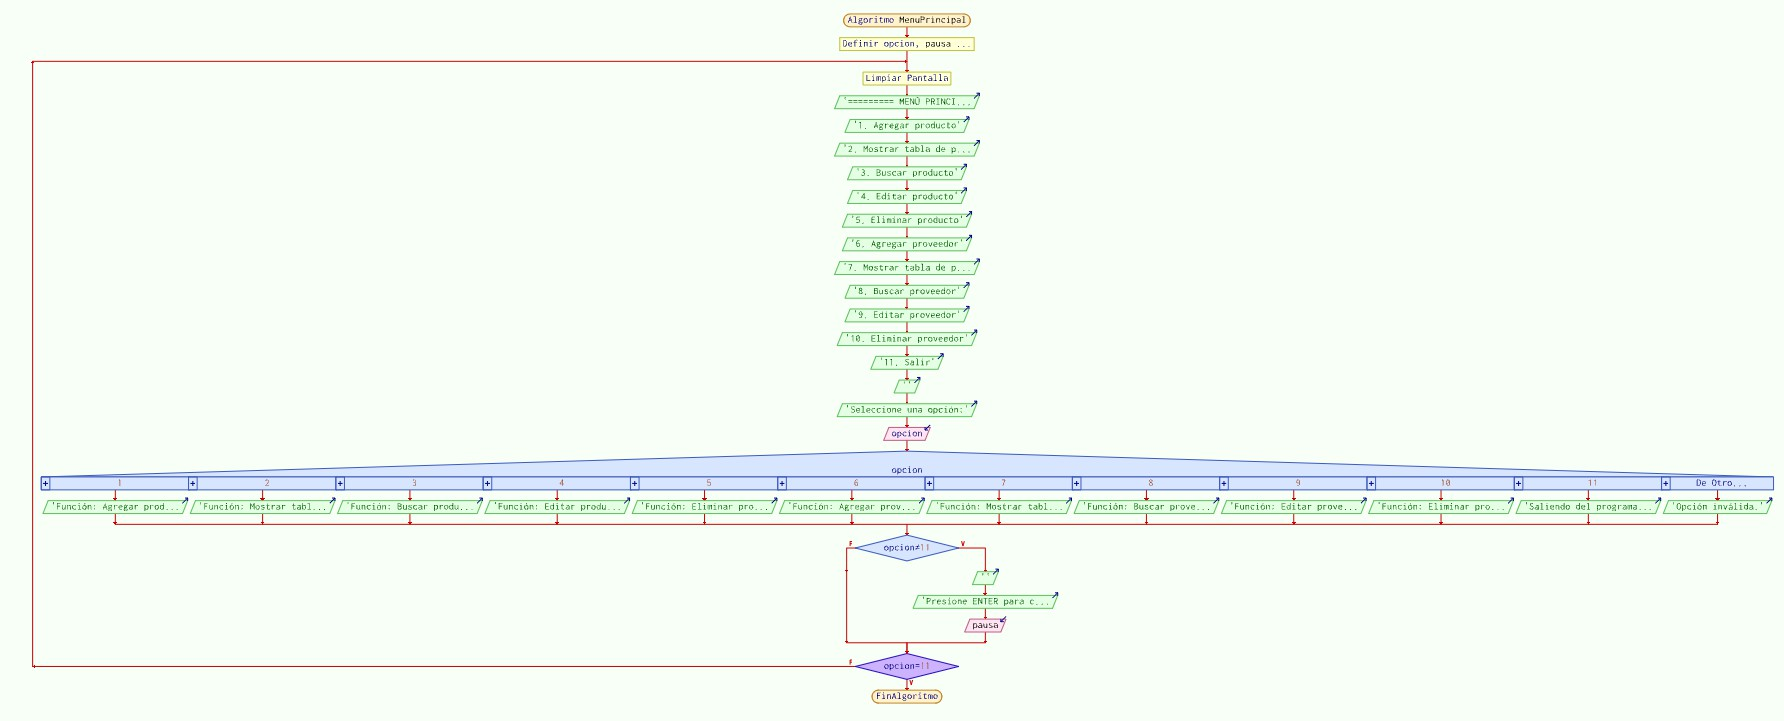 Algoritmo MenuPrincipal
Definir opcion, pausa ...
Limpiar Pantalla
'========= MENÚ PRINCI...
'1. Agregar producto'
'2. Mostrar tabla de p...
'3. Buscar producto'
'4. Editar producto'
'5. Eliminar producto'
'6. Agregar proveedor'
'7. Mostrar tabla de p...
'8. Buscar proveedor'
'9. Editar proveedor'
'10. Eliminar proveedor'
'11. Salir'
''
'Seleccione una opción:'
opcion
opcion
+ 1 + 2 + 3 + 4 + 5 + 6 + 7 + 8 + 9 + 10 + 11 + De Otro...
'Función: Agregar prod... 'Función: Mostrar tabl... 'Función: Buscar produ... 'Función: Editar produ... 'Función: Eliminar pro... 'Función: Agregar prov... 'Función: Mostrar tabl... 'Función: Buscar prove... 'Función: Editar prove... 'Función: Eliminar pro... 'Saliendo del programa... 'Opción inválida.'
F opcion≠11 V
''
'Presione ENTER para c...
pausa
F opcion=11
V
FinAlgoritmo